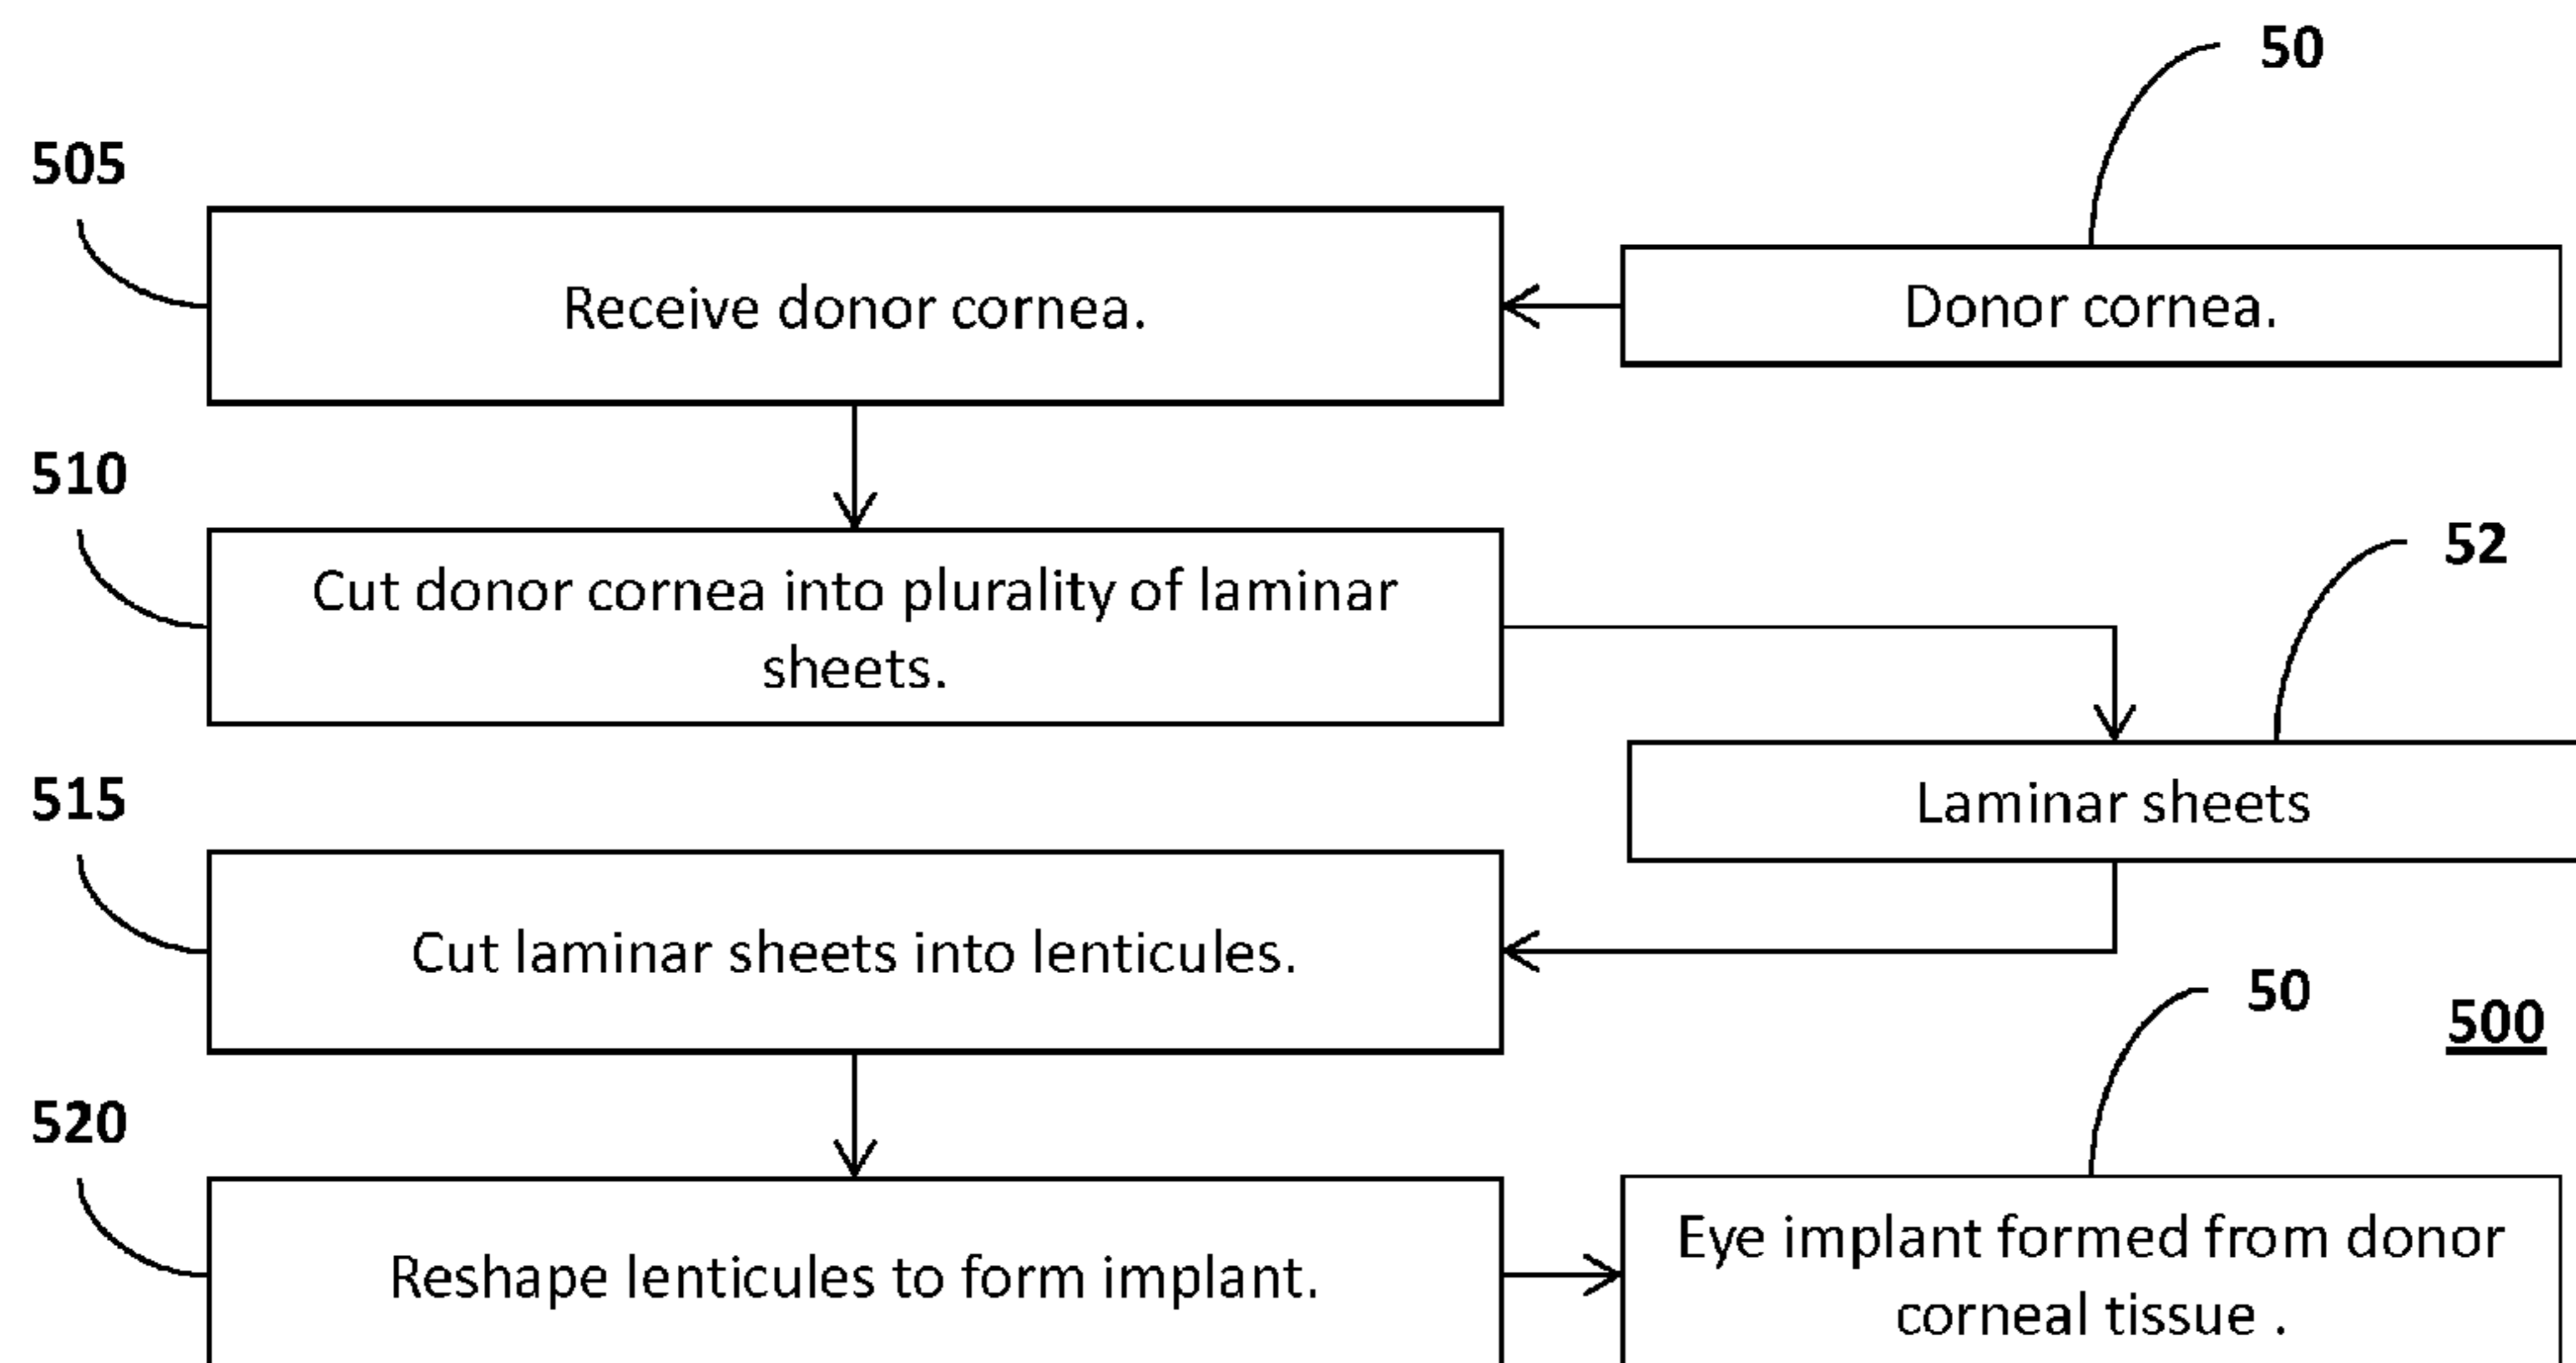 50
505
Receive donor cornea.
Donor cornea.
510
Cut donor cornea into plurality of laminar
sheets.
52
Laminar sheets
515
Cut laminar sheets into lenticules.
50
500
520
Reshape lenticules to form implant.
Eye implant formed from donor
corneal tissue .